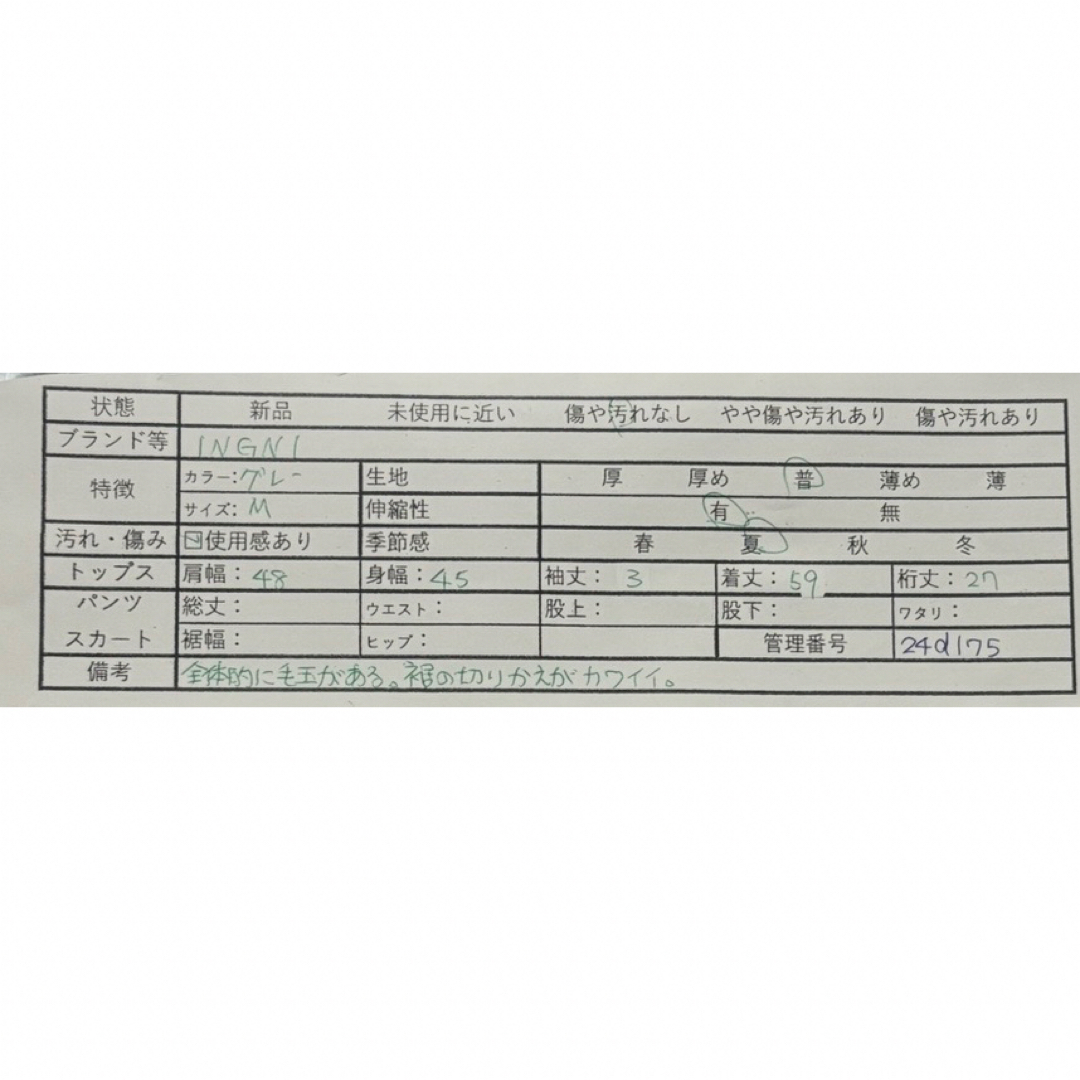 状態 新品 未使用に近い 傷や汚れなし やや傷や汚れあり 傷や汚れあり
ブランド等 INGNI
特徴 カラー:グレー 生地 厚 厚め 普 薄め 薄
サイズ:M 伸縮性 有 無
汚れ・傷み 使用感あり 季節感 春 夏 秋 冬
トップス 肩幅:48 身幅:45 袖丈:3 着丈:59 裄丈:27
パンツ 総丈: ウエスト: 股上: 股下: ワタリ:
スカート 裾幅: ヒップ: 管理番号 24d175
備考 全体的に毛玉がある。裾の切りかえがカワイイ。